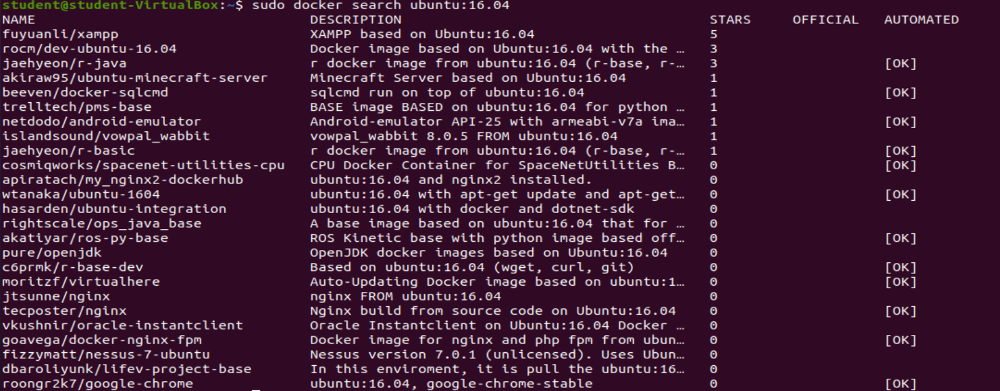 student@student-VirtualBox:~$ sudo docker search ubuntu:16.04
NAME DESCRIPTION STARS OFFICIAL AUTOMATED
fuyuanli/xampp XAMPP based on Ubuntu:16.04 5
rocm/dev-ubuntu-16.04 Docker image based on Ubuntu:16.04 with the … 3
jaehyeon/r-java r docker image from ubuntu:16.04 (r-base, r-… 3 [OK]
akiraw95/ubuntu-minecraft-server Minecraft Server based on Ubuntu:16.04 1
beeven/docker-sqlcmd sqlcmd run on top of ubuntu:16.04 1 [OK]
trelltech/pms-base BASE image BASED on ubuntu:16.04 for python … 1
netdodo/android-emulator Android-emulator API-25 with armeabi-v7a ima… 1 [OK]
islandsound/vowpal_wabbit vowpal_wabbit 8.0.5 FROM ubuntu:16.04 1
jaehyeon/r-basic r docker image from ubuntu:16.04 (r-base, r-… 1 [OK]
cosmiqworks/spacenet-utilities-cpu CPU Docker Container for SpaceNetUtilities B… 0 [OK]
apiratach/my_nginx2-dockerhub ubuntu:16.04 and nginx2 installed. 0
wtanaka/ubuntu-1604 ubuntu:16.04 with apt-get update and apt-get… 0 [OK]
hasarden/ubuntu-integration ubuntu:16.04 with docker and dotnet-sdk 0
rightscale/ops_java_base A base image based on ubuntu:16.04 that for … 0
akatiyar/ros-py-base ROS Kinetic base with python image based off… 0 [OK]
pure/openjdk OpenJDK docker images based on Ubuntu:16.04 0
c6prmk/r-base-dev Based on ubuntu:16.04 (wget, curl, git) 0 [OK]
moritzf/virtualhere Auto-Updating Docker image based on ubuntu:1… 0 [OK]
jtsunne/nginx nginx FROM ubuntu:16.04 0
tecposter/nginx Nginx build from source code on Ubuntu:16.04 0 [OK]
vkushnir/oracle-instantclient Oracle Instantclient on Ubuntu:16.04 Docker … 0
goavega/docker-nginx-fpm Docker image for nginx and php fpm from ubun… 0 [OK]
fizzymatt/nessus-7-ubuntu Nessus version 7.0.1 (unlicensed). Uses Ubun… 0
dbaroliyunk/lifev-project-base In this enviroment, it is pull the ubuntu:16… 0
roongr2k7/google-chrome ubuntu:16.04, google-chrome-stable 0 [OK]